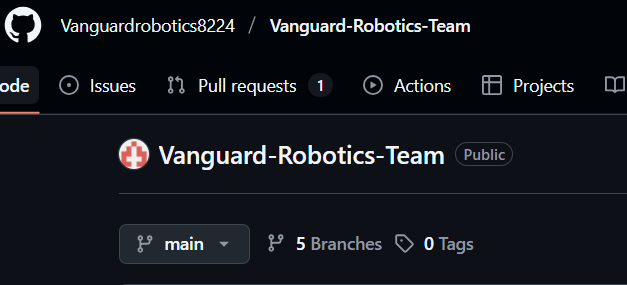 Vanguardrobotics8224 / Vanguard-Robotics-Team
ode Issues Pull requests 1 Actions Projects
Vanguard-Robotics-Team Public
main 5 Branches 0 Tags